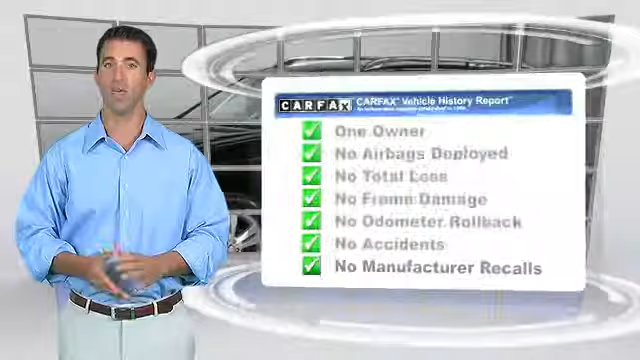 CARFAX CARFAX Vehicle History Report™
One Owner
No Airbags Deployed
No Total Loss
No Frame Damage
No Odometer Rollback
No Accidents
No Manufacturer Recalls